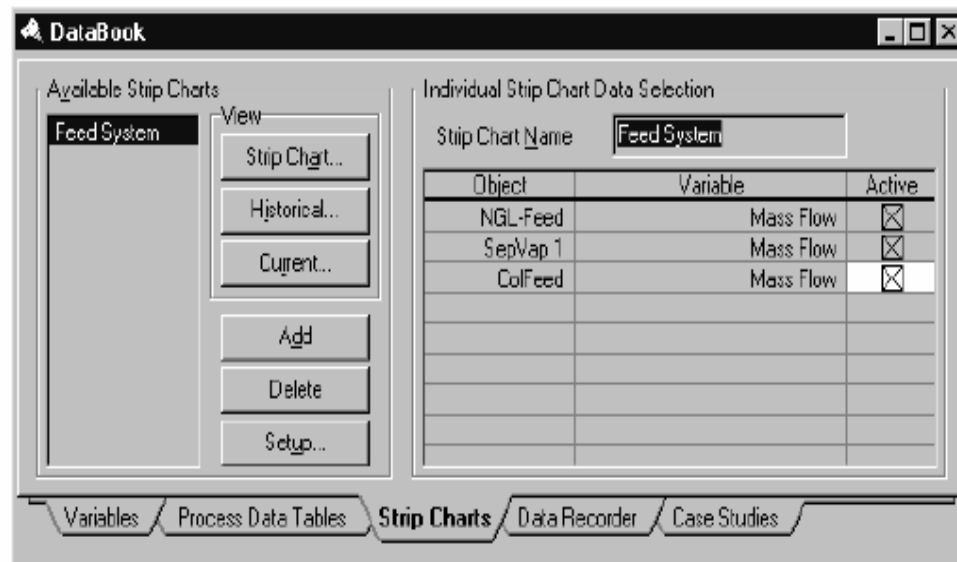 DataBook
Available Strip Charts
Feed System
View
Strip Chart...
Historical...
Current...
Add
Delete
Setup...
Individual Strip Chart Data Selection
Strip Chart Name Feed System
Object Variable Active
NGL-Feed Mass Flow
SepVap 1 Mass Flow
ColFeed Mass Flow
Variables Process Data Tables Strip Charts Data Recorder Case Studies